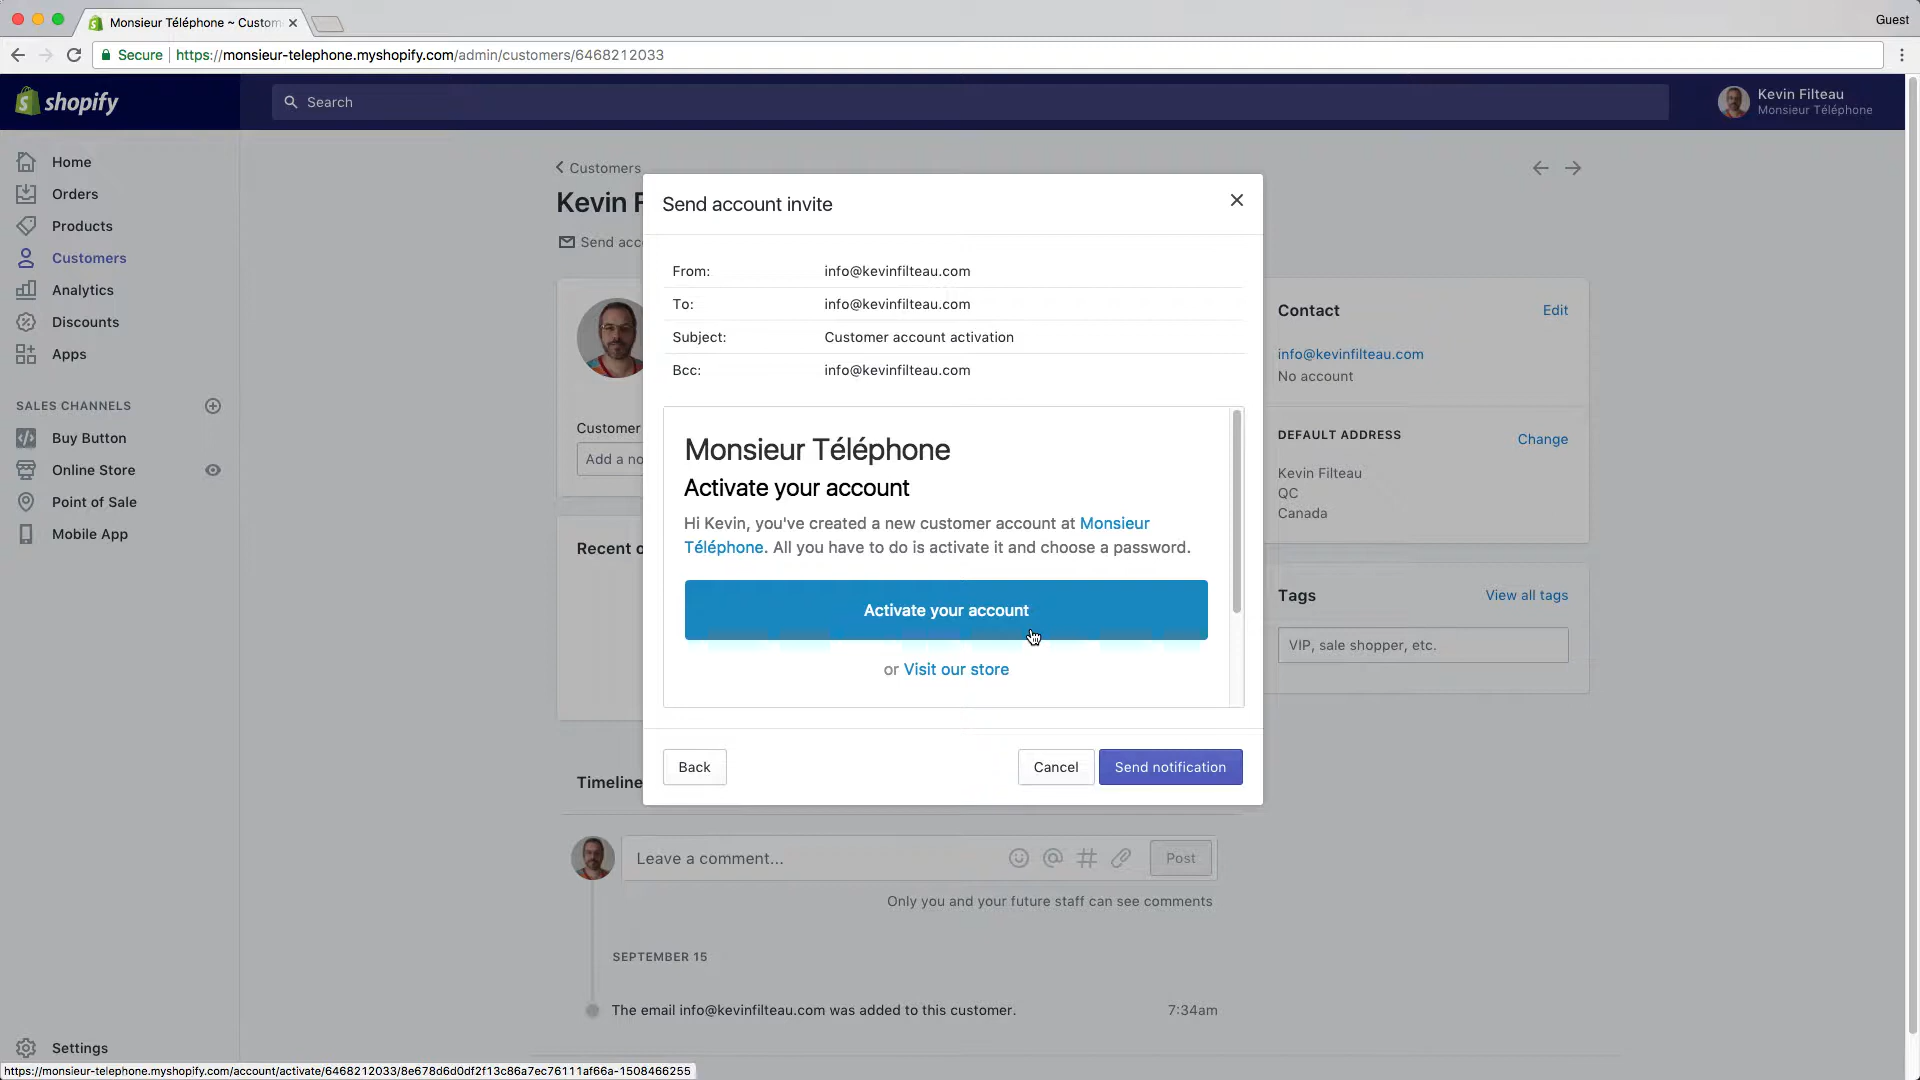 Monsieur Téléphone ~ Custom
Guest
Secure
https://monsieur-telephone.myshopify.com/admin/customers/6468212033
shopify
Search
Kevin Filteau
Monsieur Téléphone
Home
Orders
Products
Customers
Analytics
Discounts
Apps
SALES CHANNELS
Buy Button
Online Store
Point of Sale
Mobile App
Settings
Customers
Kevin F
Send acc
Customer
Add a no
Recent o
Send account invite
From: info@kevinfilteau.com
To: info@kevinfilteau.com
Subject: Customer account activation
Bcc: info@kevinfilteau.com
Monsieur Téléphone
Activate your account
Hi Kevin, you've created a new customer account at Monsieur
Téléphone. All you have to do is activate it and choose a password.
Activate your account
or Visit our store
Back
Cancel
Send notification
Contact
Edit
info@kevinfilteau.com
No account
DEFAULT ADDRESS
Change
Kevin Filteau
QC
Canada
Tags
View all tags
VIP, sale shopper, etc.
Timeline
Leave a comment...
Post
Only you and your future staff can see comments
SEPTEMBER 15
The email info@kevinfilteau.com was added to this customer.
7:34am
https://monsieur-telephone.myshopify.com/account/activate/6468212033/8e678d6d0df2f13c86a7ec76111af66a-1508466255